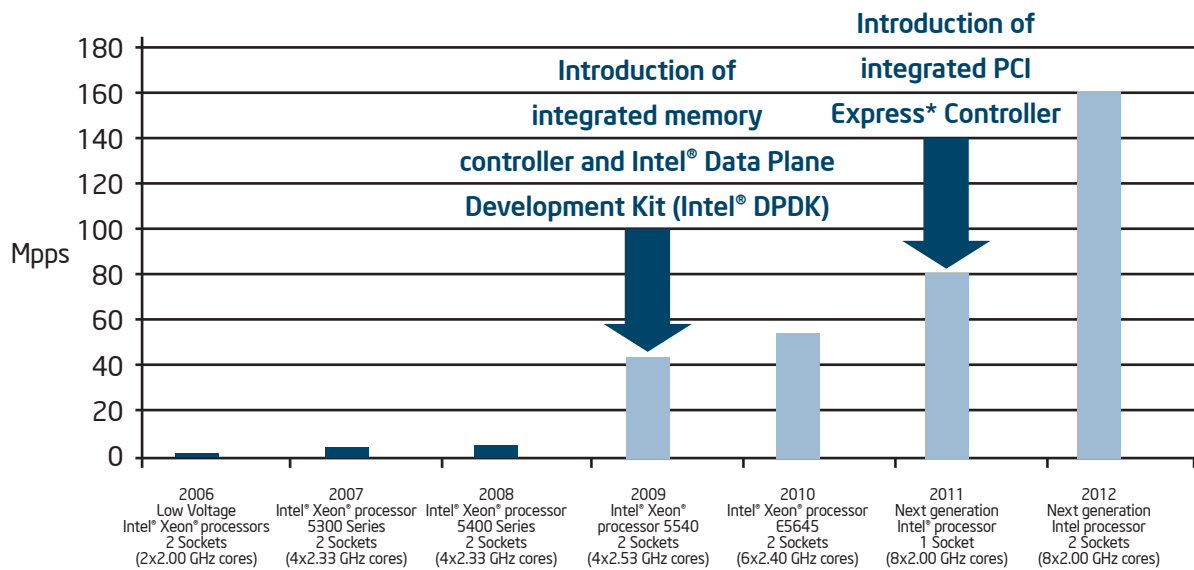 Introduction of
integrated PCI
Express* Controller
Introduction of
integrated memory
controller and Intel® Data Plane
Development Kit (Intel® DPDK)
Mpps
180
160
140
120
100
80
60
40
20
0
2006
Low Voltage
Intel® Xeon® processors
2 Sockets
(2x2.00 GHz cores)
2007
Intel® Xeon® processor
5300 Series
2 Sockets
(4x2.33 GHz cores)
2008
Intel® Xeon® processor
5400 Series
2 Sockets
(4x2.33 GHz cores)
2009
Intel® Xeon®
processor 5540
2 Sockets
(4x2.53 GHz cores)
2010
Intel® Xeon® processor
E5645
2 Sockets
(6x2.40 GHz cores)
2011
Next generation
Intel® processor
1 Socket
(8x2.00 GHz cores)
2012
Next generation
Intel processor
2 Sockets
(8x2.00 GHz cores)